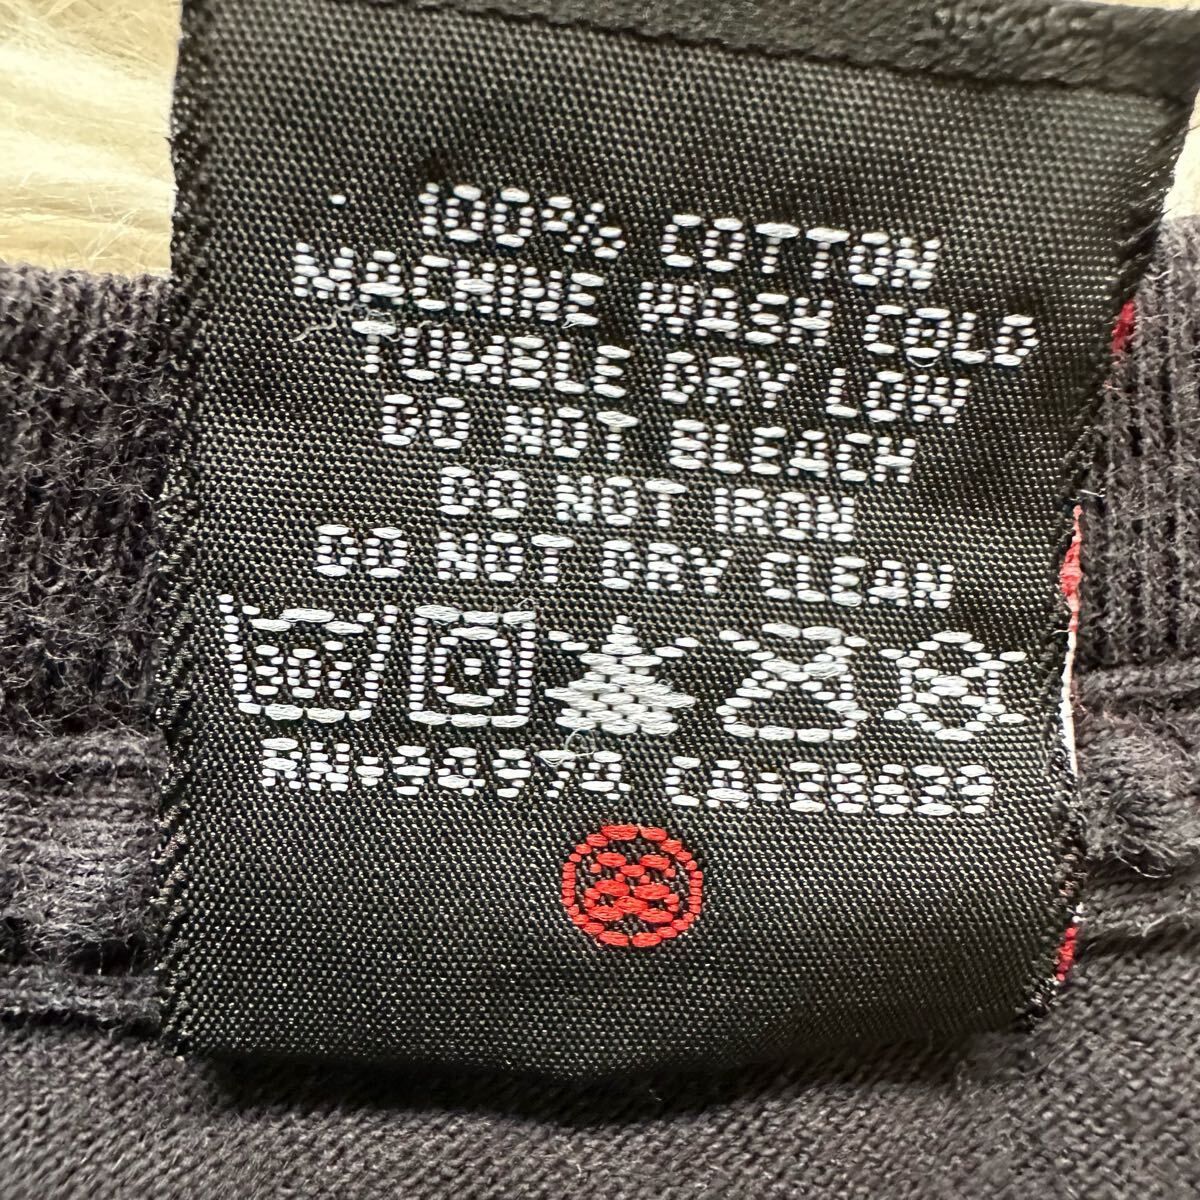 100% COTTON
MACHINE WASH COLD
TUMBLE DRY LOW
DO NOT BLEACH
DO NOT IRON
DO NOT DRY CLEAN